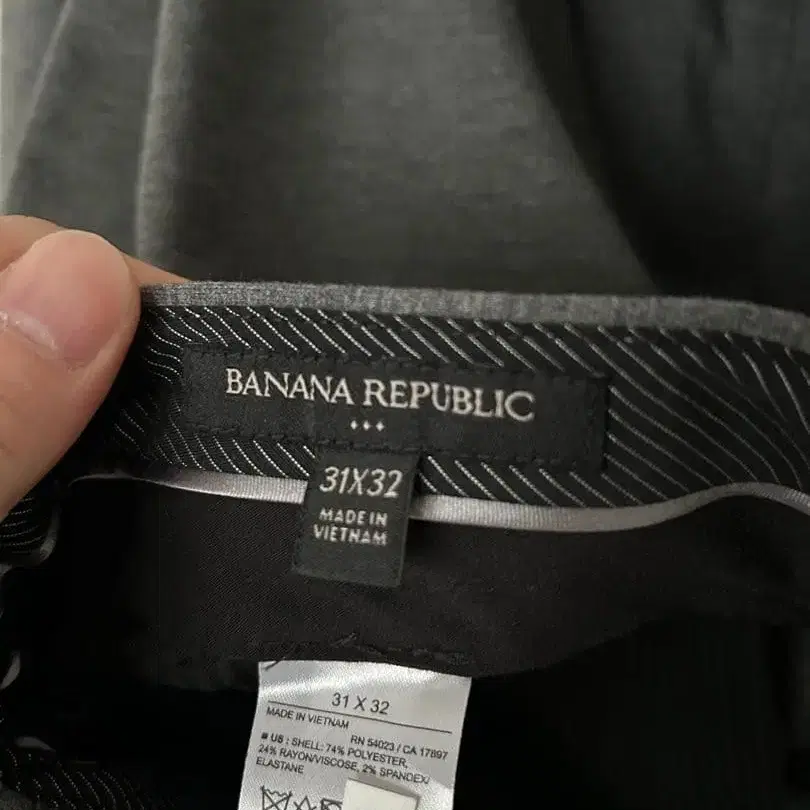 BANANA REPUBLIC
31X32
MADE IN
VIETNAM
31 X 32
MADE IN VIETNAM
RN 54023 / CA 17897
■ US : SHELL: 74% POLYESTER,
24% RAYON/VISCOSE, 2% SPANDEX/
ELASTANE